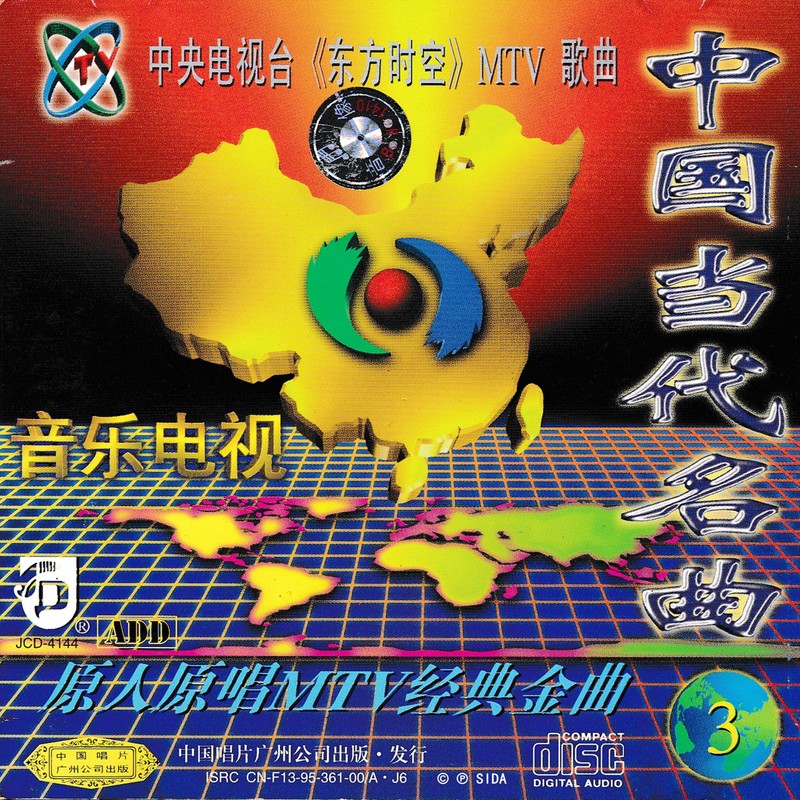 TV
中央电视台《东方时空》MTV 歌曲
中国当代名曲
音乐电视
®
JCD-4144
ADD
原人原唱MTV经典金曲
3
中国唱片
广州公司出版
中国唱片广州公司出版·发行
ISRC CN-F13-95-361-00/A·J6
© ℗ SIDA
COMPACT
disc
DIGITAL AUDIO